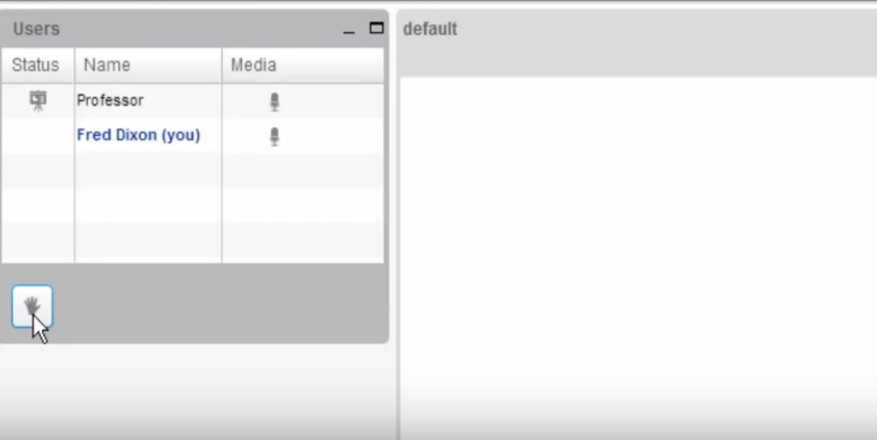 Users
default
Status Name Media
Professor
Fred Dixon (you)